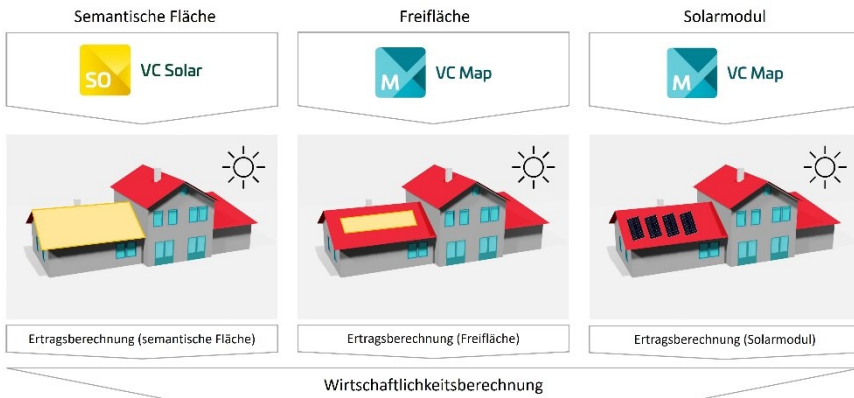 Semantische Fläche
Freifläche
Solarmodul
SO VC Solar
M VC Map
M VC Map
Ertragsberechnung (semantische Fläche)
Ertragsberechnung (Freifläche)
Ertragsberechnung (Solarmodul)
Wirtschaftlichkeitsberechnung